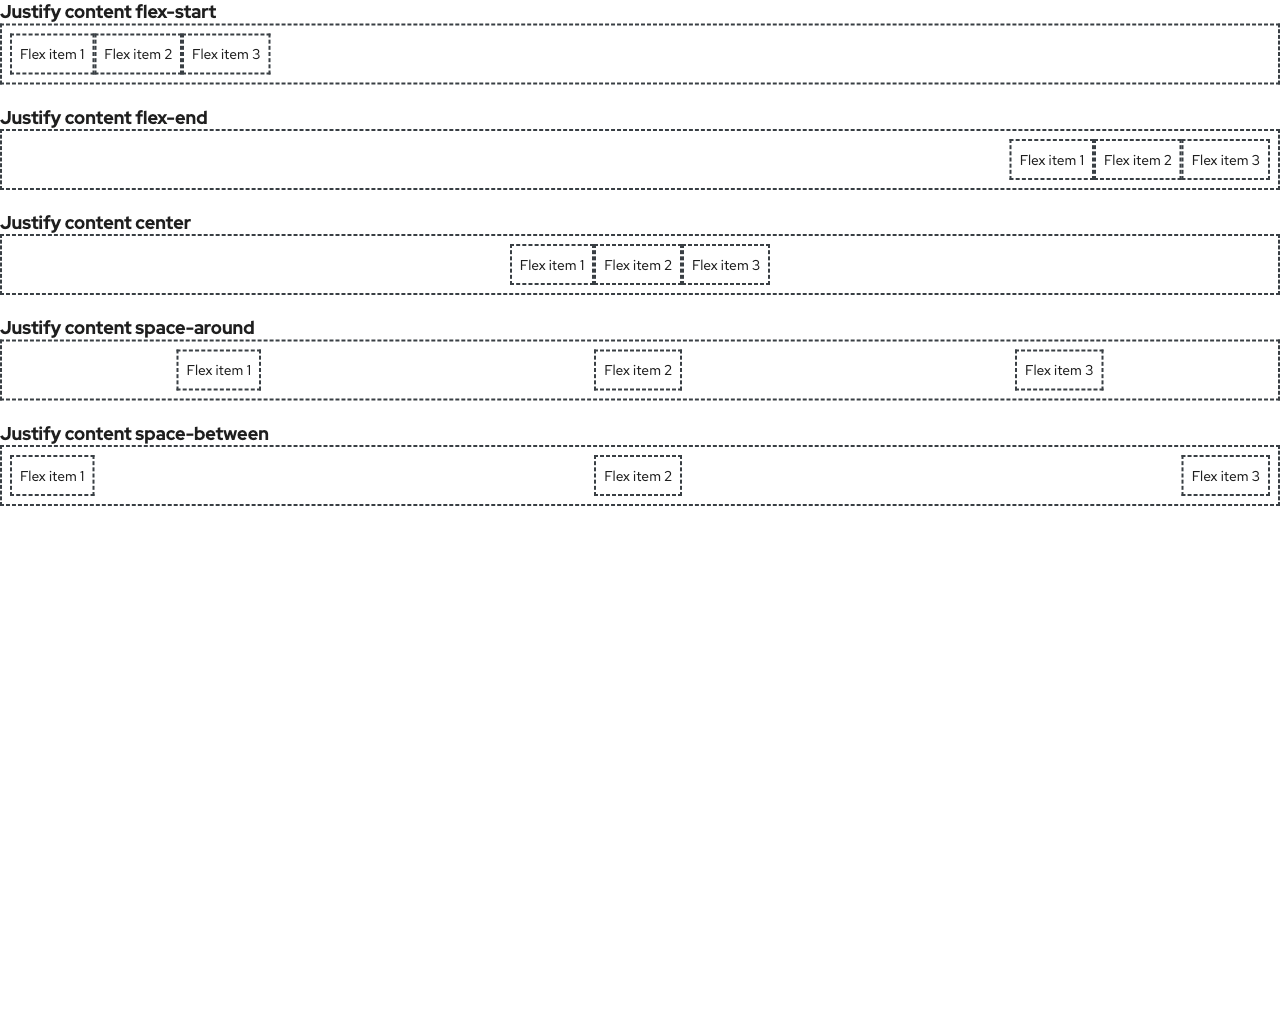 Justify content flex-start
Flex item 1 Flex item 2 Flex item 3
Justify content flex-end
Flex item 1 Flex item 2 Flex item 3
Justify content center
Flex item 1 Flex item 2 Flex item 3
Justify content space-around
Flex item 1 Flex item 2 Flex item 3
Justify content space-between
Flex item 1 Flex item 2 Flex item 3